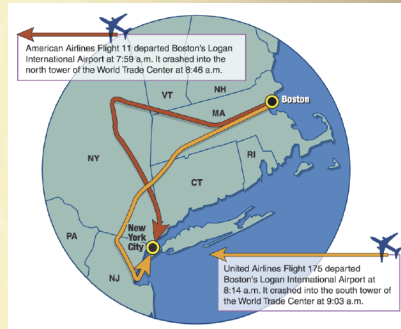 American Airlines Flight 11 departed Boston's Logan
International Airport at 7:59 a.m. It crashed into the
north tower of the World Trade Center at 8:46 a.m.
VT
NH
Boston
MA
NY
RI
CT
PA
New
York
City
NJ
United Airlines Flight 175 departed
Boston's Logan International Airport at
8:14 a.m. It crashed into the south tower of
the World Trade Center at 9:03 a.m.